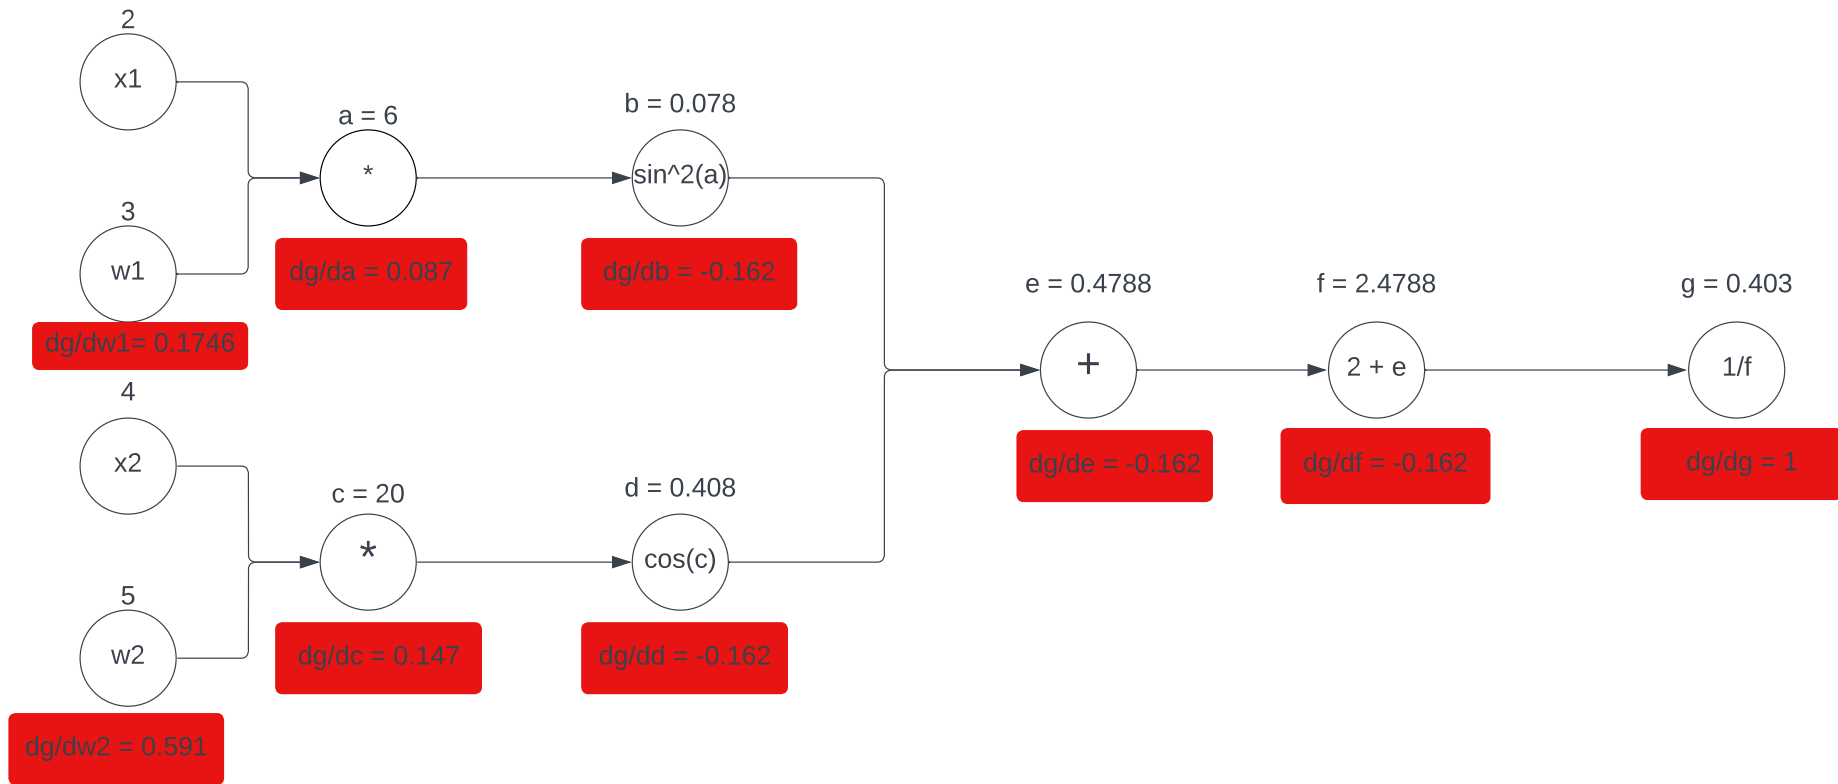 2
x1
a = 6
*
b = 0.078
sin^2(a)
3
w1
dg/da = 0.087
dg/db = -0.162
dg/dw1= 0.1746
e = 0.4788
+
dg/de = -0.162
f = 2.4788
2 + e
dg/df = -0.162
g = 0.403
1/f
dg/dg = 1
4
x2
c = 20
*
d = 0.408
cos(c)
5
w2
dg/dc = 0.147
dg/dd = -0.162
dg/dw2 = 0.591